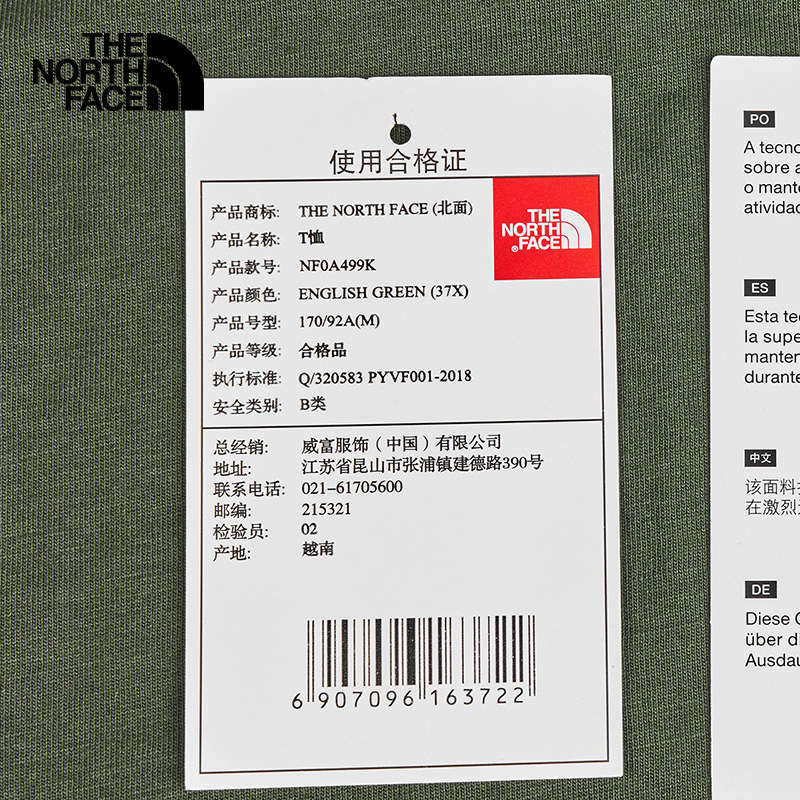 THE
NORTH
FACE
使用合格证
产品商标: THE NORTH FACE (北面)
产品名称: T恤
产品款号: NF0A499K
产品颜色: ENGLISH GREEN (37X)
产品号型: 170/92A(M)
产品等级: 合格品
执行标准: Q/320583 PYVF001-2018
安全类别: B类
THE
NORTH
®FACE
总经销: 威富服饰（中国）有限公司
地址: 江苏省昆山市张浦镇建德路390号
联系电话: 021-61705600
邮编: 215321
检验员: 02
产地: 越南
6 907096 163722
PO
A tecno
sobre a
o mante
atividad
ES
Esta te
la supe
manten
durante
中文
该面料
在激烈
DE
Diese
über di
Ausdau